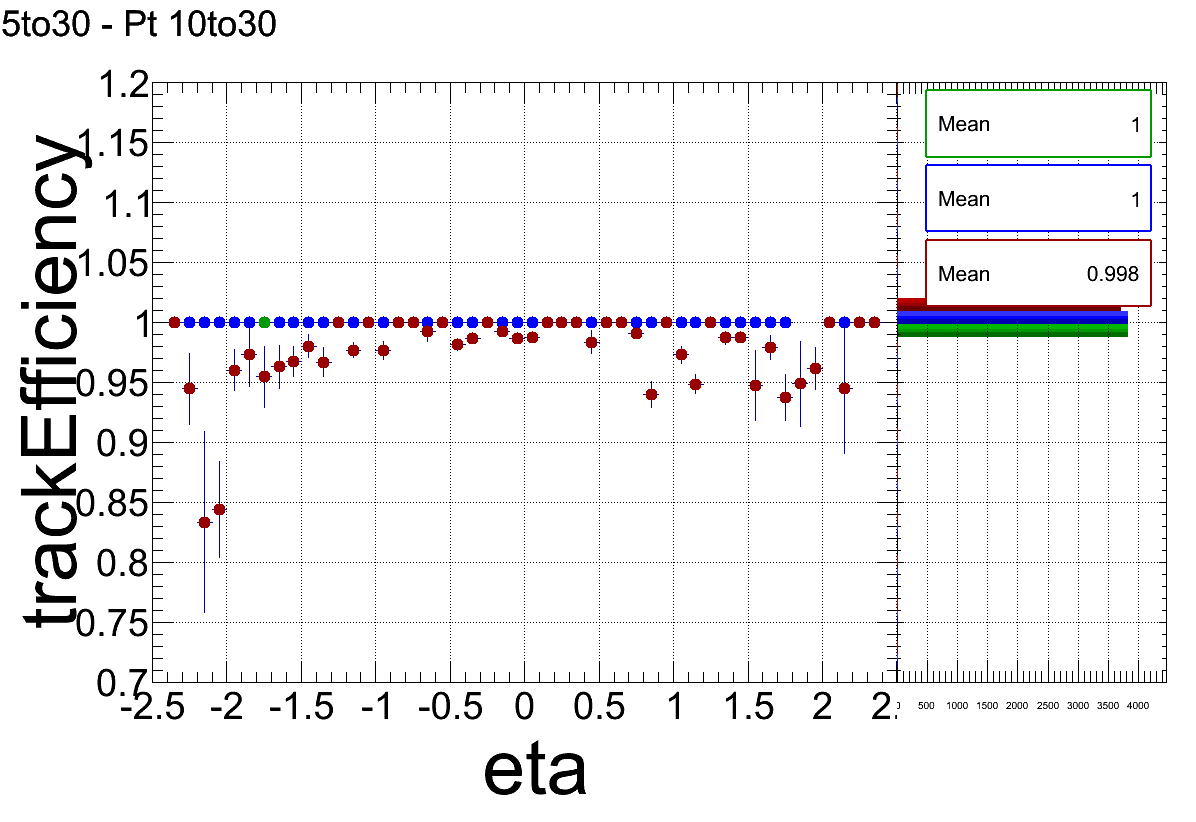 5to30 - Pt 10to30
trackEfficiency
1.2
1.15
1.1
1.05
1
0.95
0.9
0.85
0.8
0.75
0.7
-2.5 -2 -1.5 -1 -0.5 0 0.5 1 1.5 2 2.
eta
Mean 1
Mean 1
Mean 0.998
0 500 1000 1500 2000 2500 3000 3500 4000